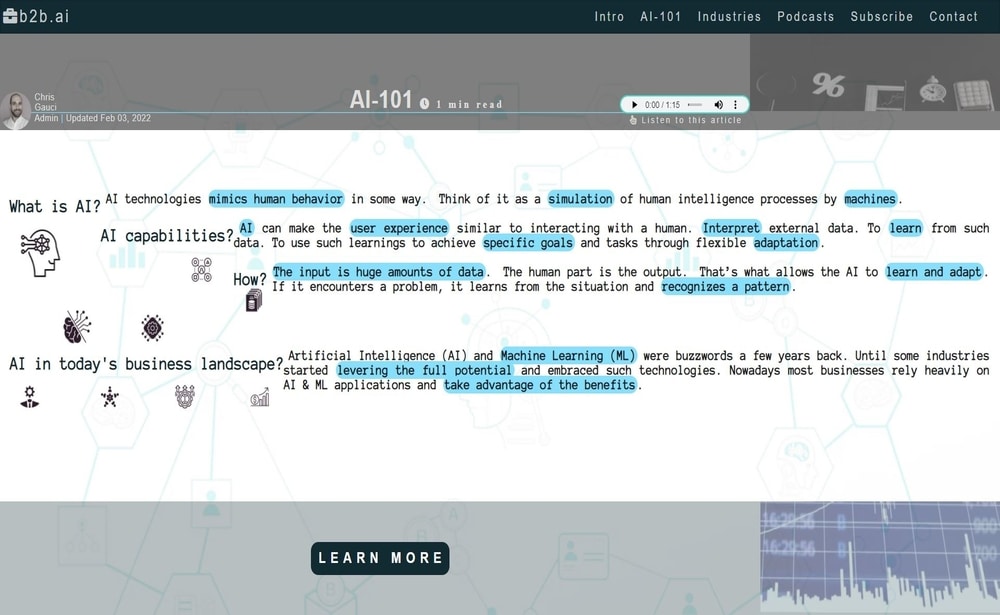 b2b.ai
Intro AI-101 Industries Podcasts Subscribe Contact
Chris
Gauci
Admin | Updated Feb 03, 2022
AI-101 1 min read
0:00 / 1:15
Listen to this article
What is AI?
AI technologies mimics human behavior in some way. Think of it as a simulation of human intelligence processes by machines.
AI capabilities?
AI can make the user experience similar to interacting with a human. Interpret external data. To learn from such
data. To use such learnings to achieve specific goals and tasks through flexible adaptation.
How?
The input is huge amounts of data. The human part is the output. That's what allows the AI to learn and adapt.
If it encounters a problem, it learns from the situation and recognizes a pattern.
AI in today's business landscape?
Artificial Intelligence (AI) and Machine Learning (ML) were buzzwords a few years back. Until some industries
started levering the full potential and embraced such technologies. Nowadays most businesses rely heavily on
AI & ML applications and take advantage of the benefits.
LEARN MORE
16:29:56 B 900
16:29:56 B 700